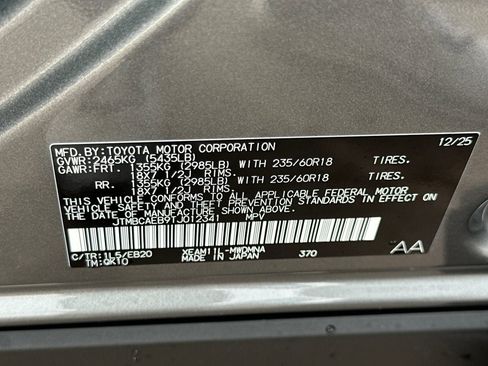 MFD.BY:TOYOTA MOTOR CORPORATION 12/25
GVWR:2465KG (5435LB)
GAWR:FRT. 1355KG (2985LB) WITH 235/60R18 TIRES.
18X7 1/2J RIMS.
RR. 1355KG (2985LB) WITH 235/60R18 TIRES.
18X7 1/2J RIMS.
THIS VEHICLE CONFORMS TO ALL APPLICABLE FEDERAL MOTOR
VEHICLE SAFETY AND THEFT PREVENTION STANDARDS IN EFFECT ON
THE DATE OF MANUFACTURE SHOWN ABOVE.
MPV
C/TR:1L5/EB20 XEAM11L-MWDMNA
TM:QK10 MADE IN JAPAN 370 AA